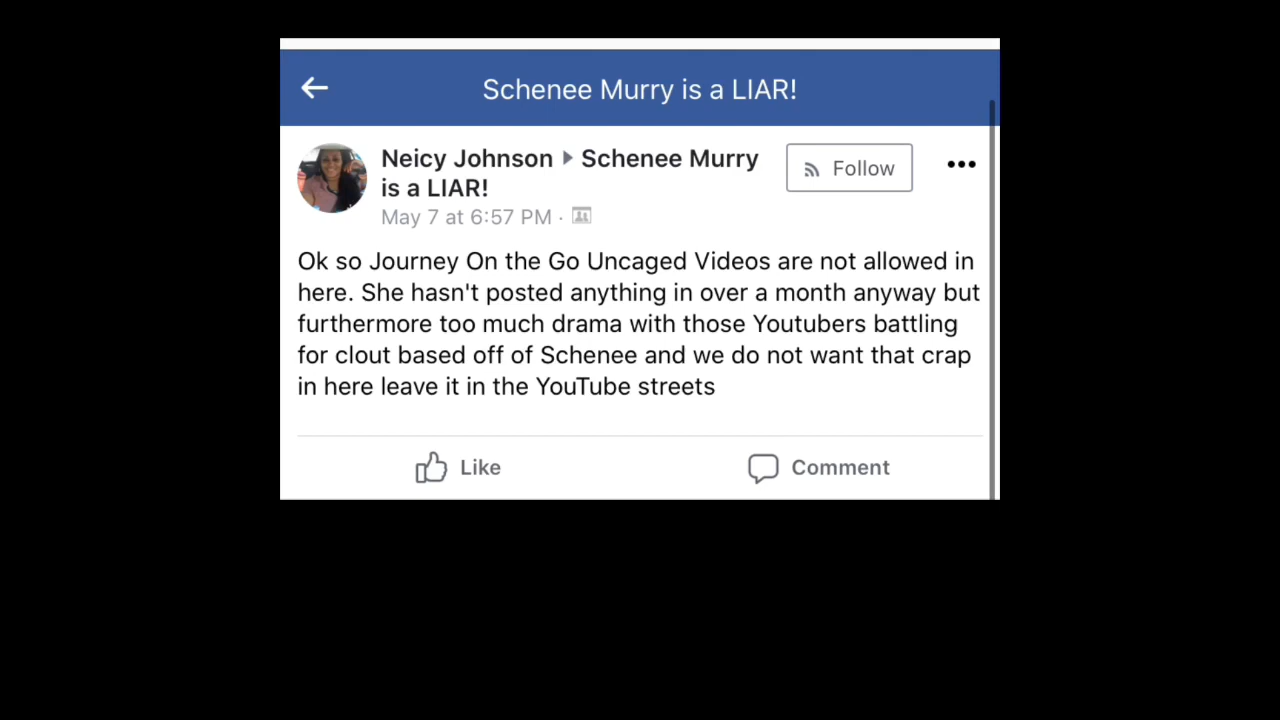 Schenee Murry is a LIAR!
Neicy Johnson ▸ Schenee Murry
is a LIAR!
Follow
May 7 at 6:57 PM ·
Ok so Journey On the Go Uncaged Videos are not allowed in
here. She hasn't posted anything in over a month anyway but
furthermore too much drama with those Youtubers battling
for clout based off of Schenee and we do not want that crap
in here leave it in the YouTube streets
Like
Comment